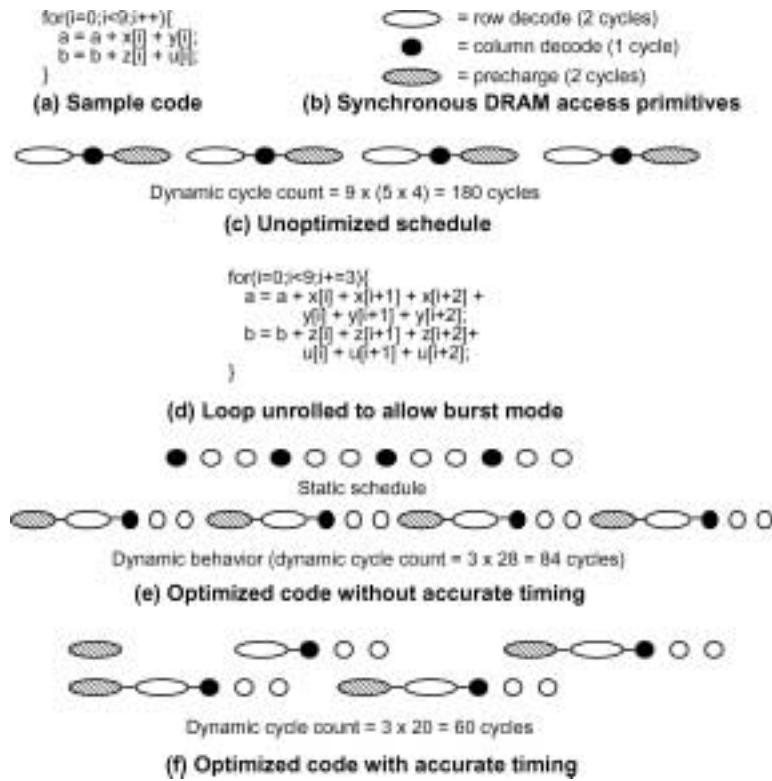 for(i=0;i<9;i++){
a = a + x[i] + y[i];
b = b + z[i] + u[i];
}
(a) Sample code
= row decode (2 cycles)
= column decode (1 cycle)
= precharge (2 cycles)
(b) Synchronous DRAM access primitives
Dynamic cycle count = 9 x (5 x 4) = 180 cycles
(c) Unoptimized schedule
for(i=0;i<9;i+=3){
a = a + x[i] + x[i+1] + x[i+2] +
y[i] + y[i+1] + y[i+2];
b = b + z[i] + z[i+1] + z[i+2]+
u[i] + u[i+1] + u[i+2];
}
(d) Loop unrolled to allow burst mode
Static schedule
Dynamic behavior (dynamic cycle count = 3 x 28 = 84 cycles)
(e) Optimized code without accurate timing
Dynamic cycle count = 3 x 20 = 60 cycles
(f) Optimized code with accurate timing